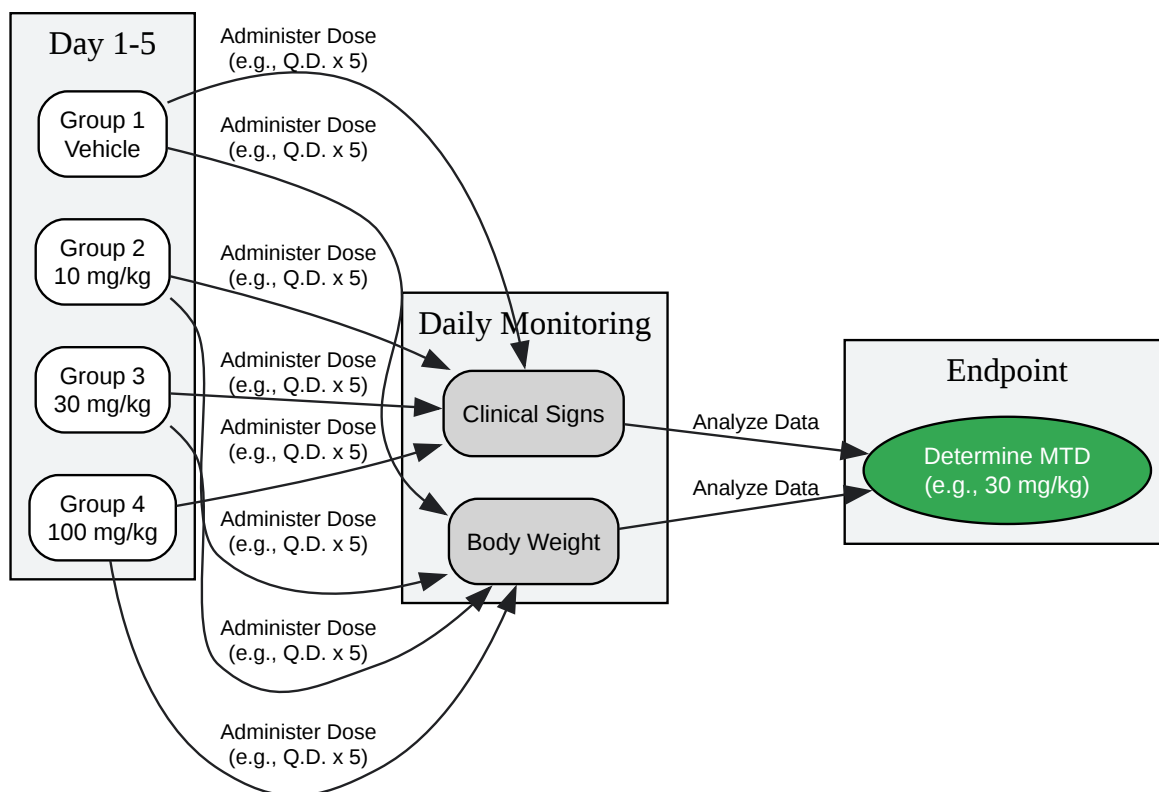 Day 1-5
Group 1
Vehicle
Group 2
10 mg/kg
Group 3
30 mg/kg
Group 4
100 mg/kg
Administer Dose
(e.g., Q.D. x 5)
Administer Dose
(e.g., Q.D. x 5)
Administer Dose
(e.g., Q.D. x 5)
Administer Dose
(e.g., Q.D. x 5)
Administer Dose
(e.g., Q.D. x 5)
Administer Dose
(e.g., Q.D. x 5)
Administer Dose
(e.g., Q.D. x 5)
Administer Dose
(e.g., Q.D. x 5)
Daily Monitoring
Clinical Signs
Body Weight
Analyze Data
Analyze Data
Endpoint
Determine MTD
(e.g., 30 mg/kg)